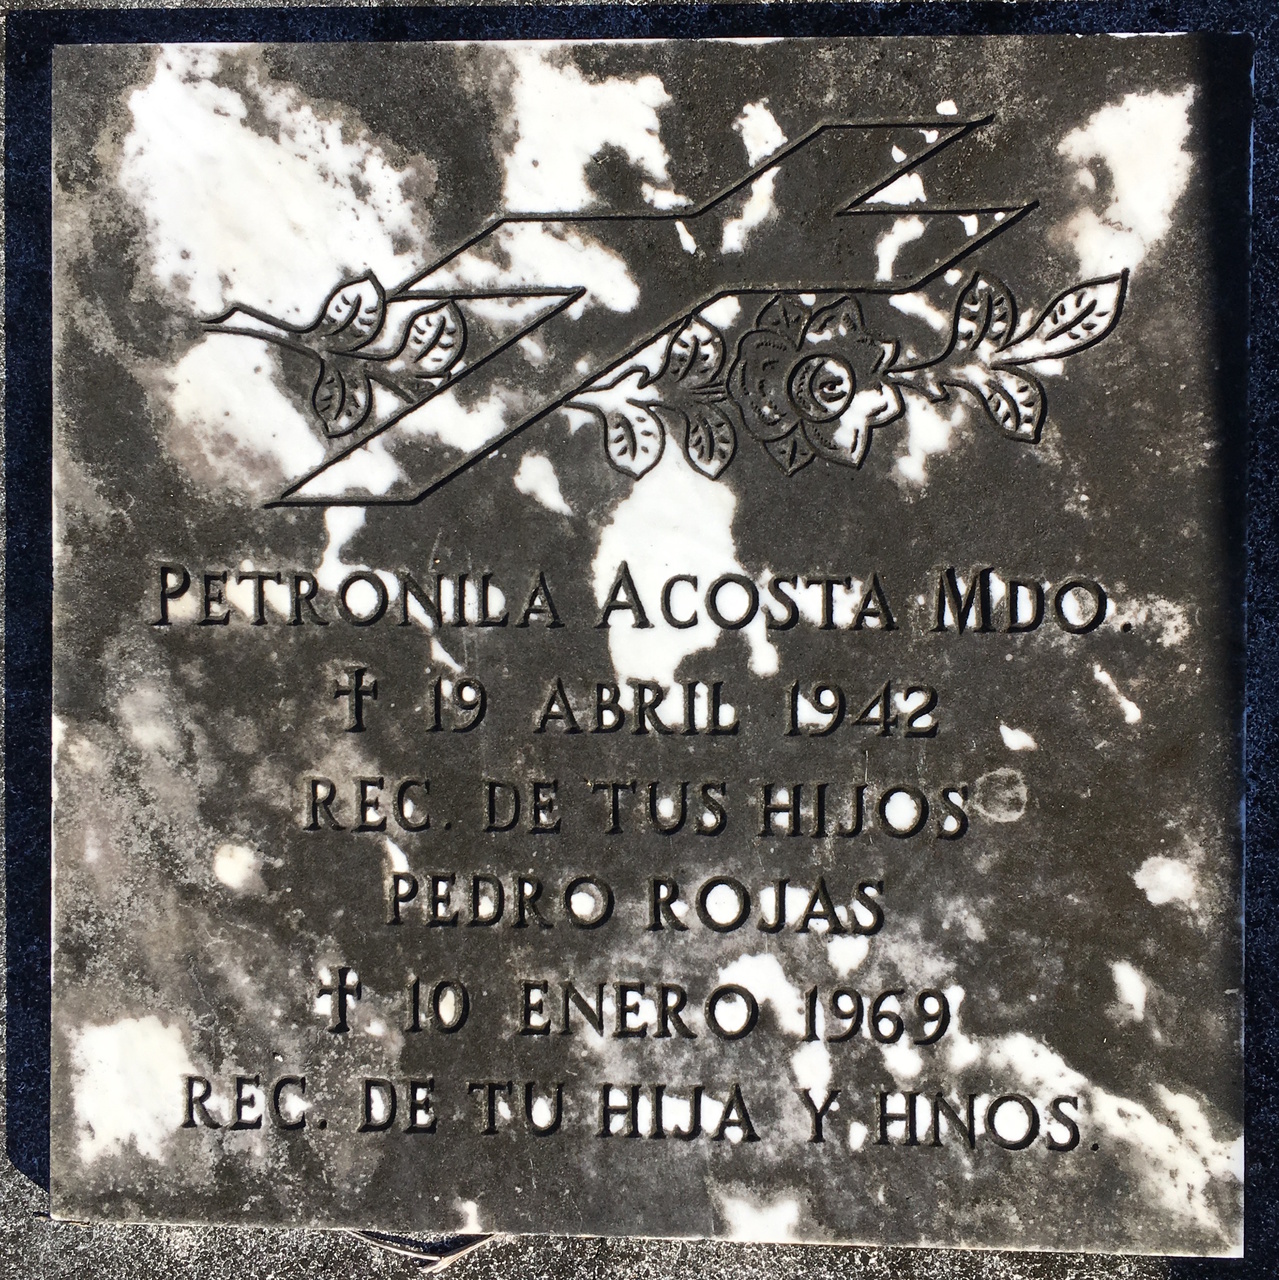 PETRONILA ACOSTA MDO.
✝ 19 ABRIL 1942
REC. DE TUS HIJOS
PEDRO ROJAS
✝ 10 ENERO 1969
REC. DE TU HIJA Y HNOS.